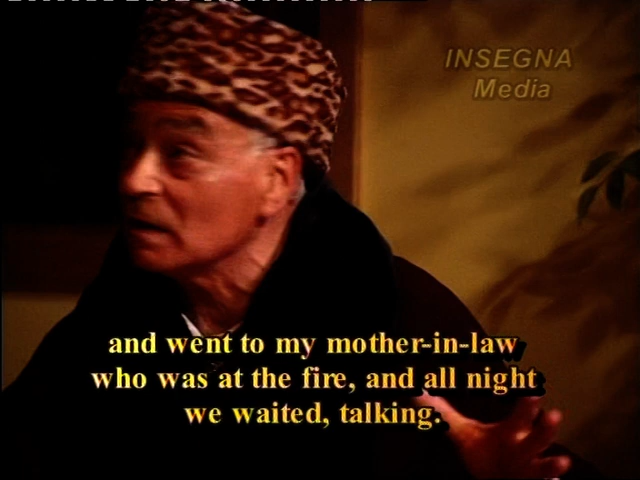 INSEGNA
Media
and went to my mother-in-law
who was at the fire, and all night
we waited, talking.